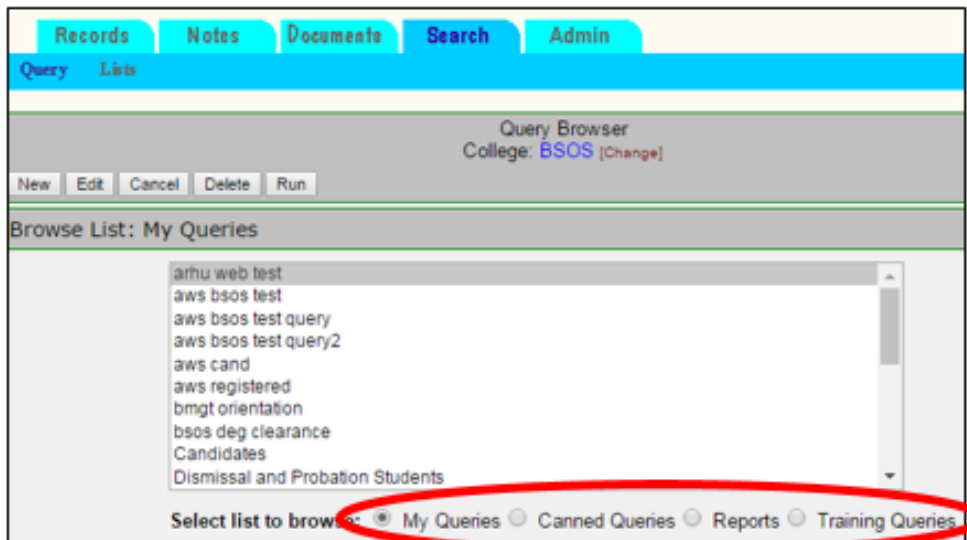 Records Notes Documents Search Admin
Query Lists
Query Browser
College: BSOS [Change]
New Edit Cancel Delete Run
Browse List: My Queries
arhu web test
aws bsos test
aws bsos test query
aws bsos test query2
aws cand
aws registered
bmgt orientation
bsos deg clearance
Candidates
Dismissal and Probation Students
Select list to browse: My Queries Canned Queries Reports Training Queries